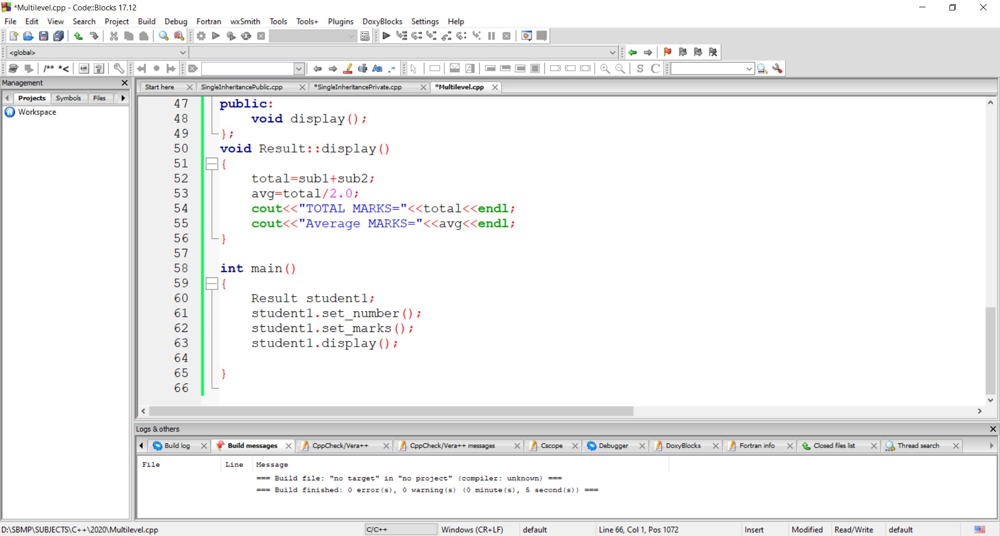 *Multilevel.cpp - Code::Blocks 17.12
File Edit View Search Project Build Debug Fortran wxSmith Tools Tools+ Plugins DoxyBlocks Settings Help
<global>
/** *<
Aa .*
S C
Management
Start here SingleInheritancePublic.cpp *SingleInheritancePrivate.cpp *Multilevel.cpp
Projects Symbols Files
Workspace
47 public:
48 void display();
49 };
50 void Result::display()
51 {
52 total=sub1+sub2;
53 avg=total/2.0;
54 cout<<"TOTAL MARKS="<<total<<endl;
55 cout<<"Average MARKS="<<avg<<endl;
56 }
57
58 int main()
59 {
60 Result student1;
61 student1.set_number();
62 student1.set_marks();
63 student1.display();
64
65 }
66
Logs & others
Build log Build messages CppCheck/Vera++ CppCheck/Vera++ messages Cscope Debugger DoxyBlocks Fortran info Closed files list Thread search
File Line Message
=== Build file: "no target" in "no project" (compiler: unknown) ===
=== Build finished: 0 error(s), 0 warning(s) (0 minute(s), 5 second(s)) ===
D:\SBMP\SUBJECTS\C++\2020\Multilevel.cpp C/C++ Windows (CR+LF) default Line 66, Col 1, Pos 1072 Insert Modified Read/Write default